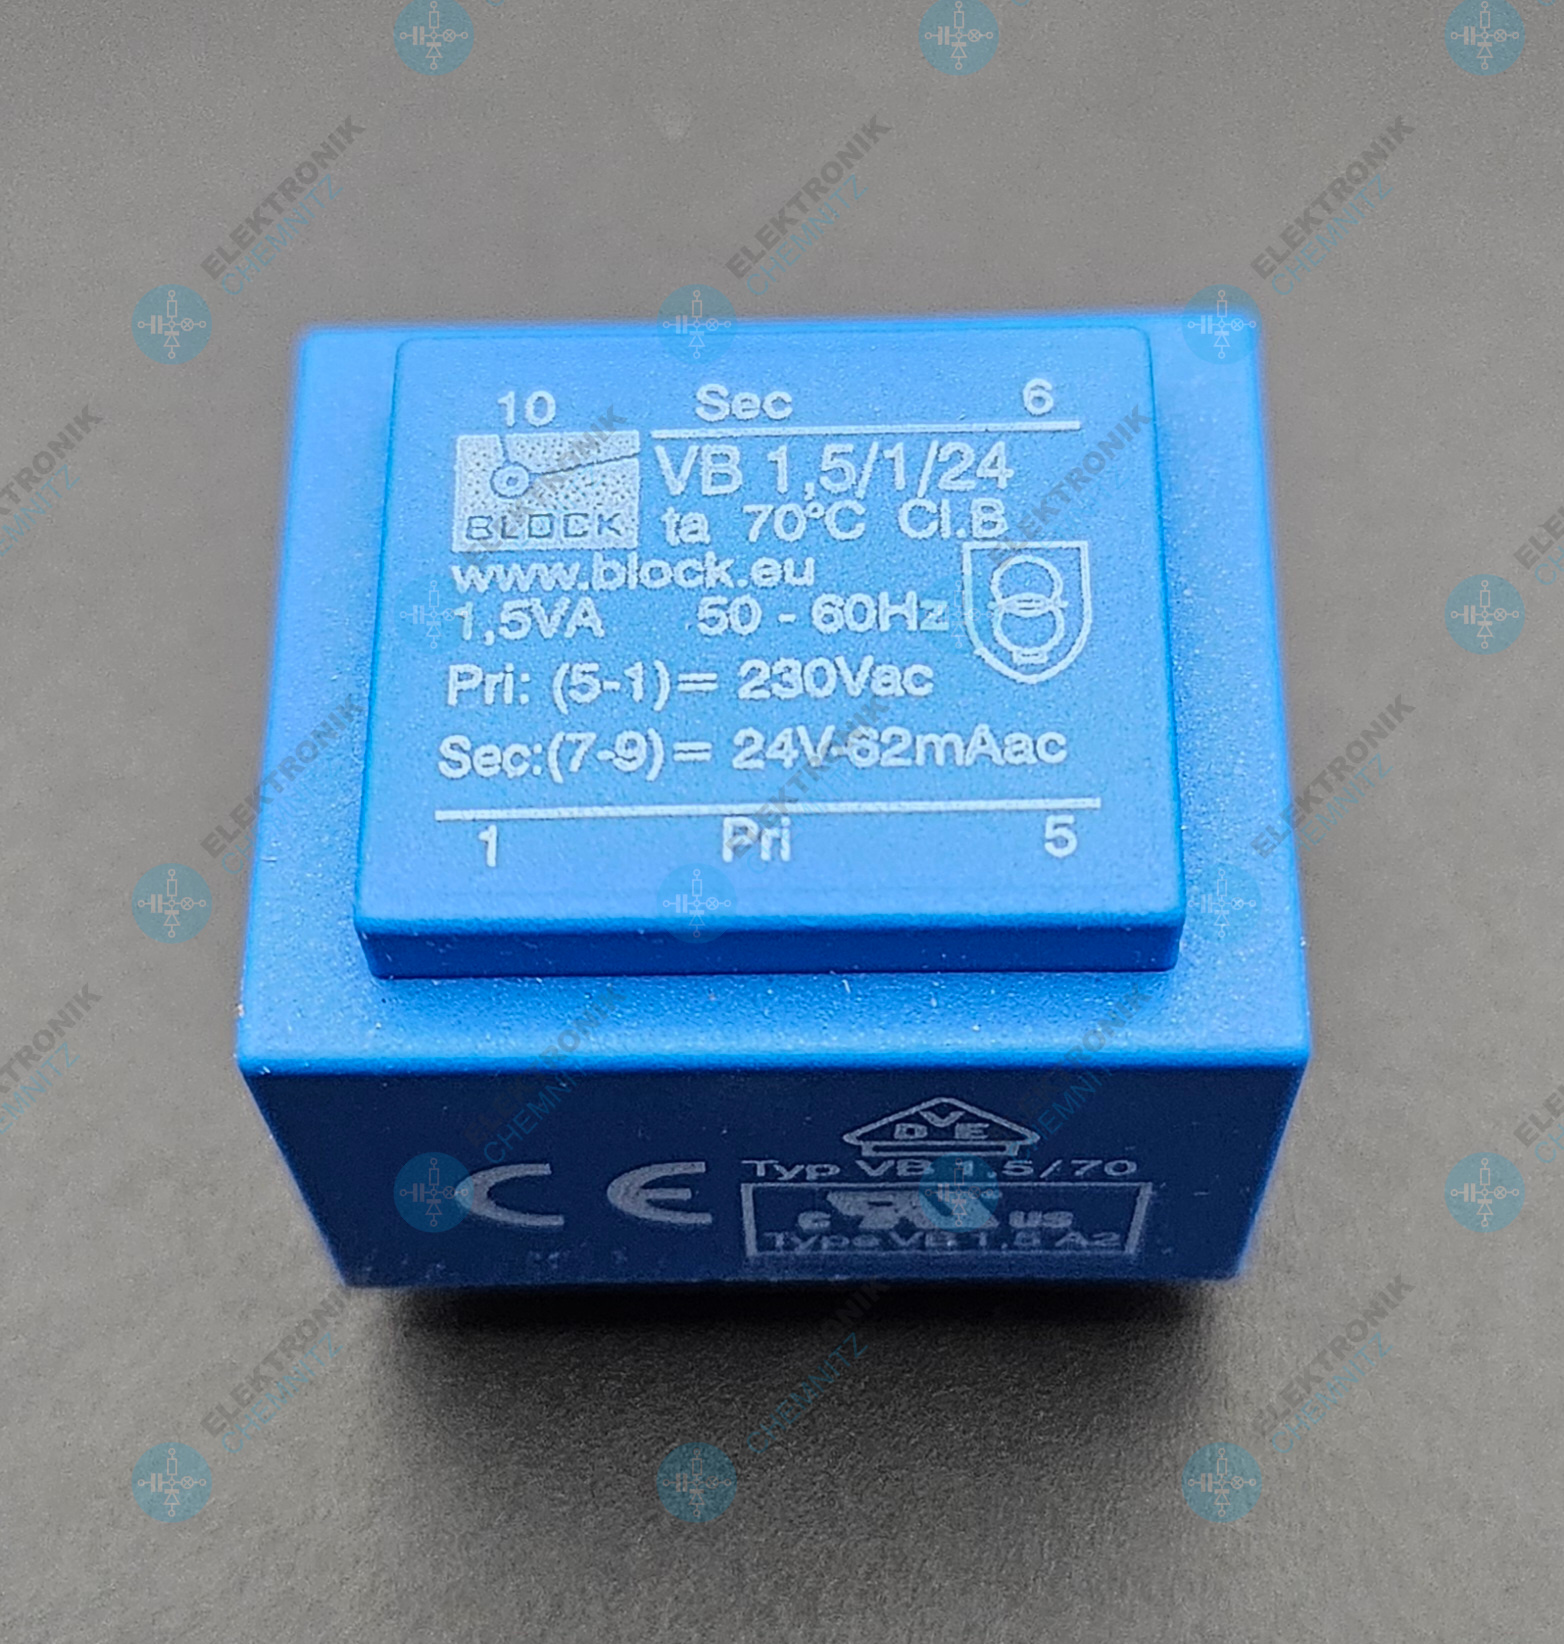 10 Sec 6
BLOCK
VB 1,5/1/24
ta 70°C Cl.B
www.block.eu
1,5VA 50 - 60Hz
Pri: (5-1)= 230Vac
Sec:(7-9)= 24V-62mAac
1 Pri 5
CE
DVE
Typ VB 1,5/70
C US
Type VB 1,5 A2
ELEKTRONIK
CHEMNITZ